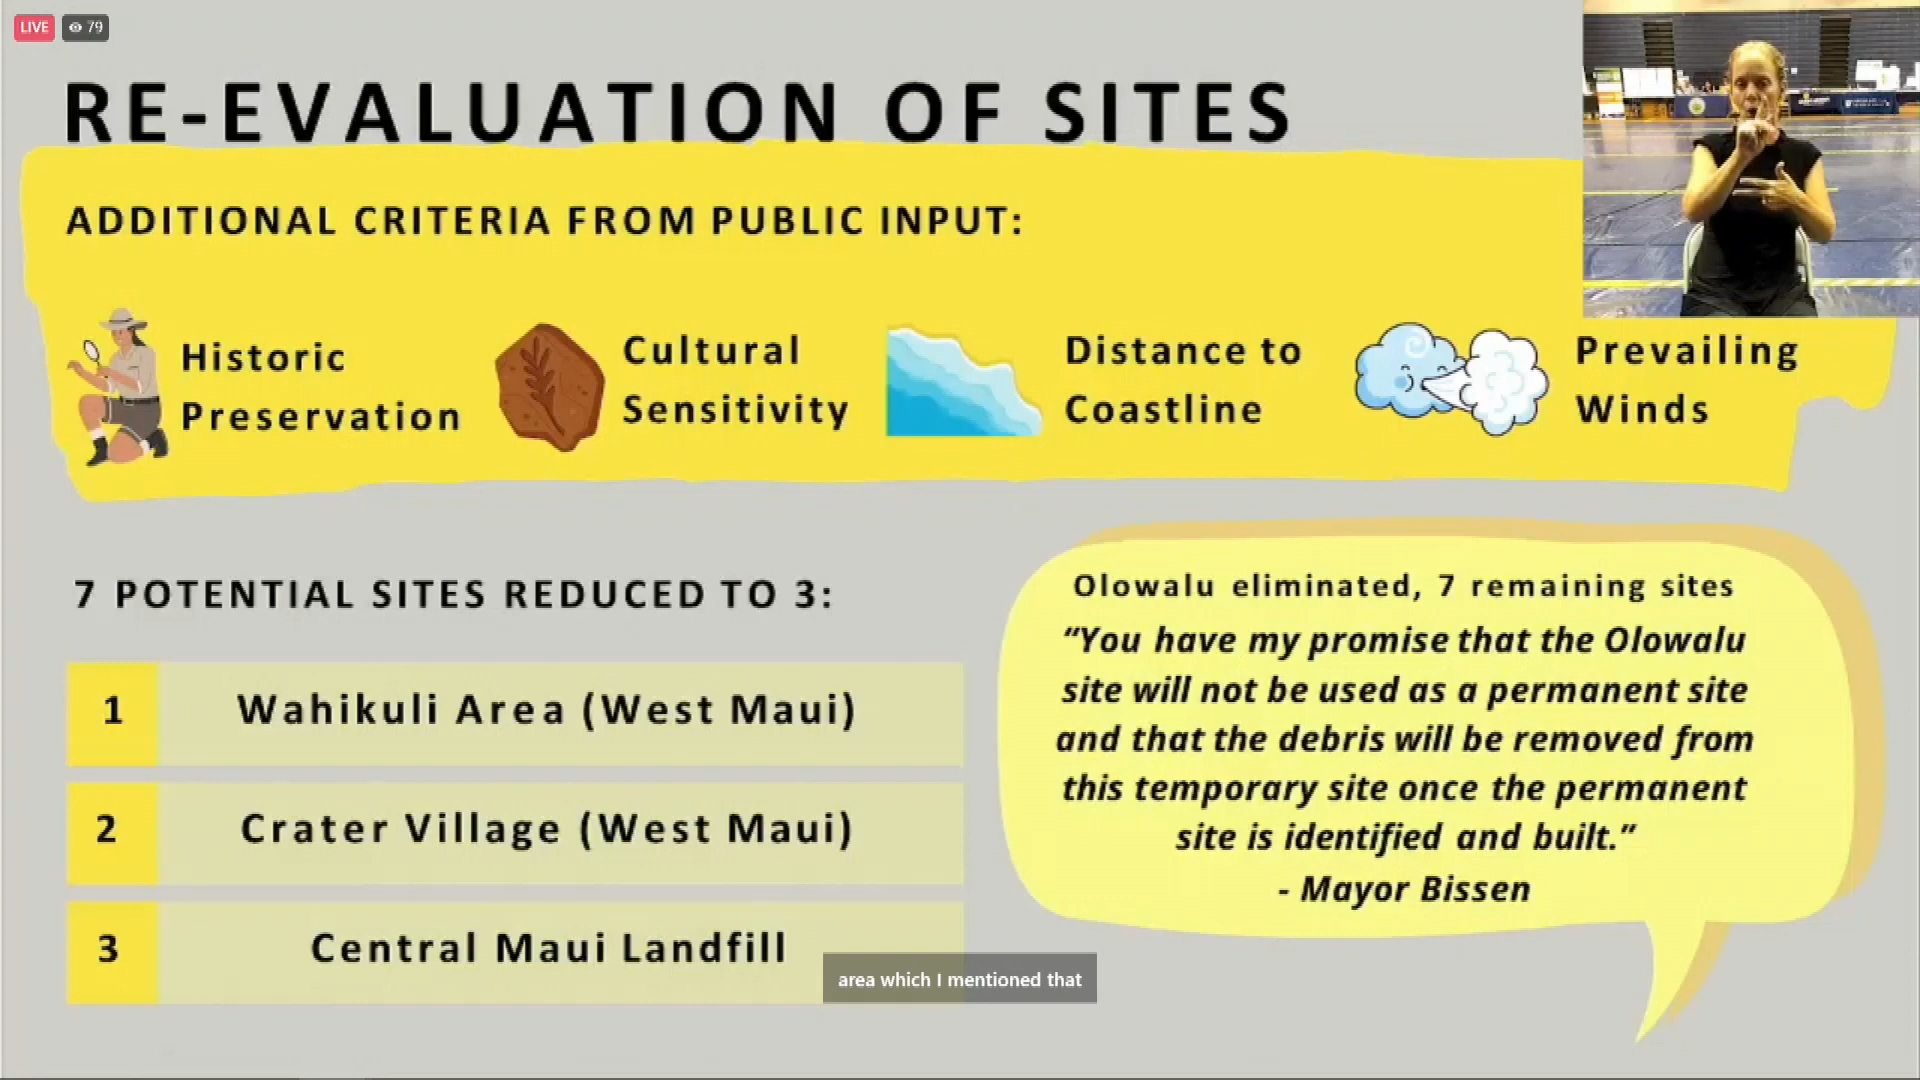 LIVE 79
RE-EVALUATION OF SITES
ADDITIONAL CRITERIA FROM PUBLIC INPUT:
Historic
Preservation
Cultural
Sensitivity
Distance to
Coastline
Prevailing
Winds
7 POTENTIAL SITES REDUCED TO 3:
1 Wahikuli Area (West Maui)
2 Crater Village (West Maui)
3 Central Maui Landfill
Olowalu eliminated, 7 remaining sites
“You have my promise that the Olowalu
site will not be used as a permanent site
and that the debris will be removed from
this temporary site once the permanent
site is identified and built.”
- Mayor Bissen
area which I mentioned that